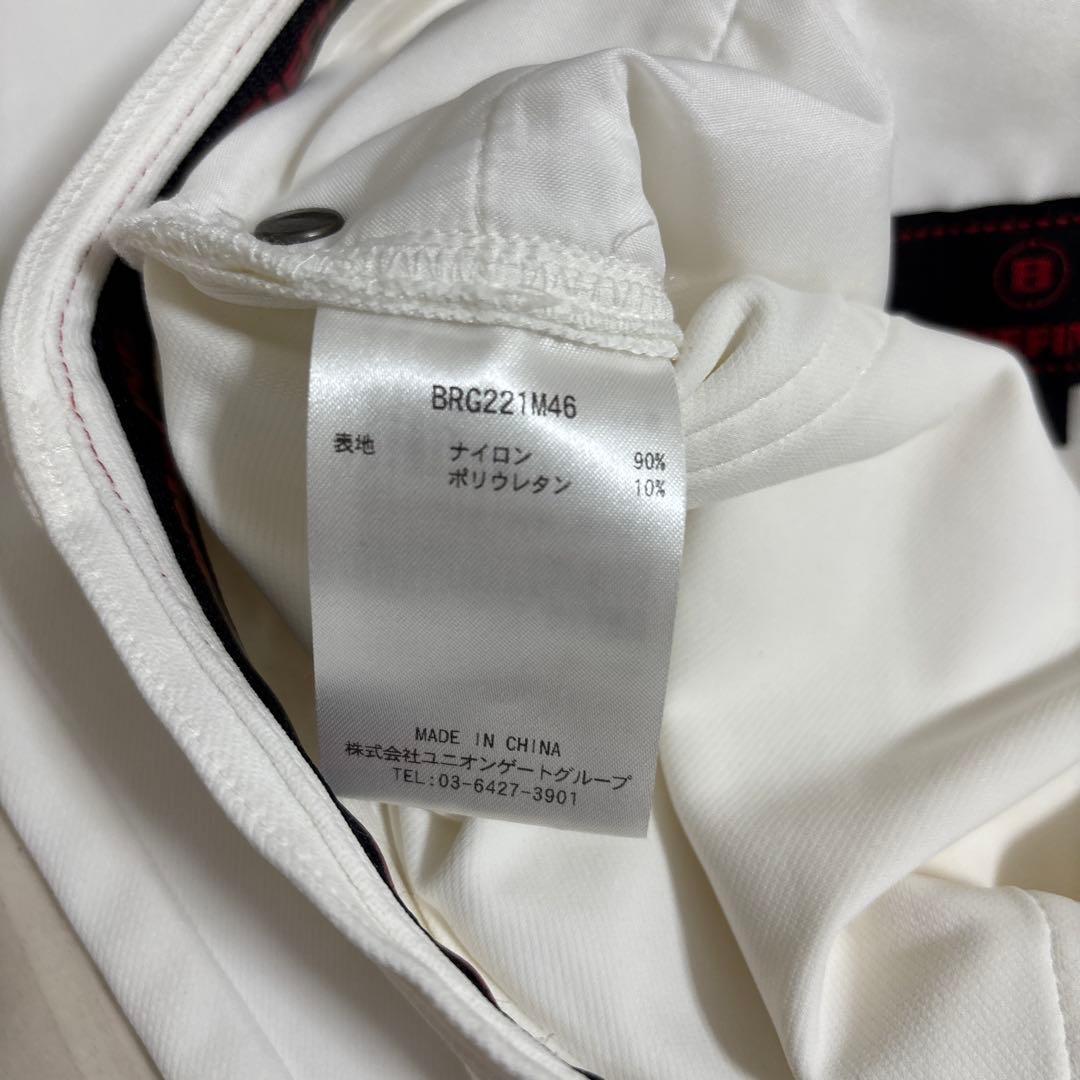 BRG221M46
表地 ナイロン 90%
ポリウレタン 10%
MADE IN CHINA
株式会社ユニオンゲートグループ
TEL:03-6427-3901
B